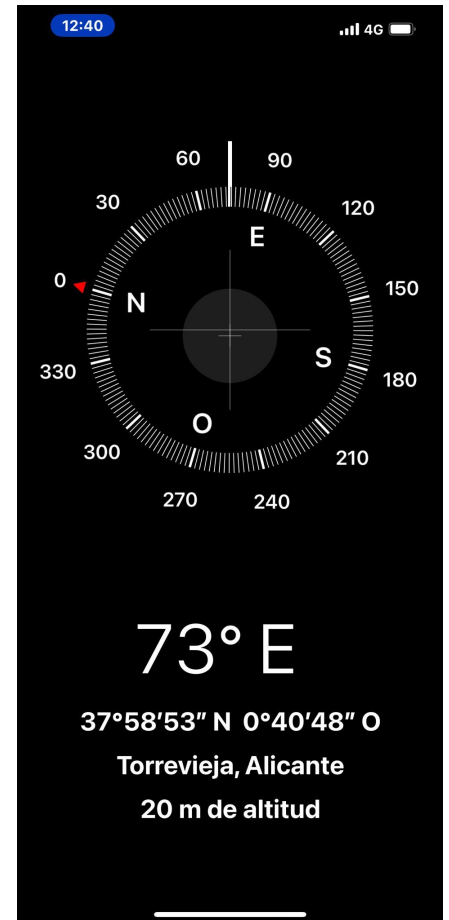 12:40 4G
60 90
30 120
E
0 150
N
S
330 180
O
300 210
270 240
73° E
37°58′53″ N 0°40′48″ O
Torrevieja, Alicante
20 m de altitud